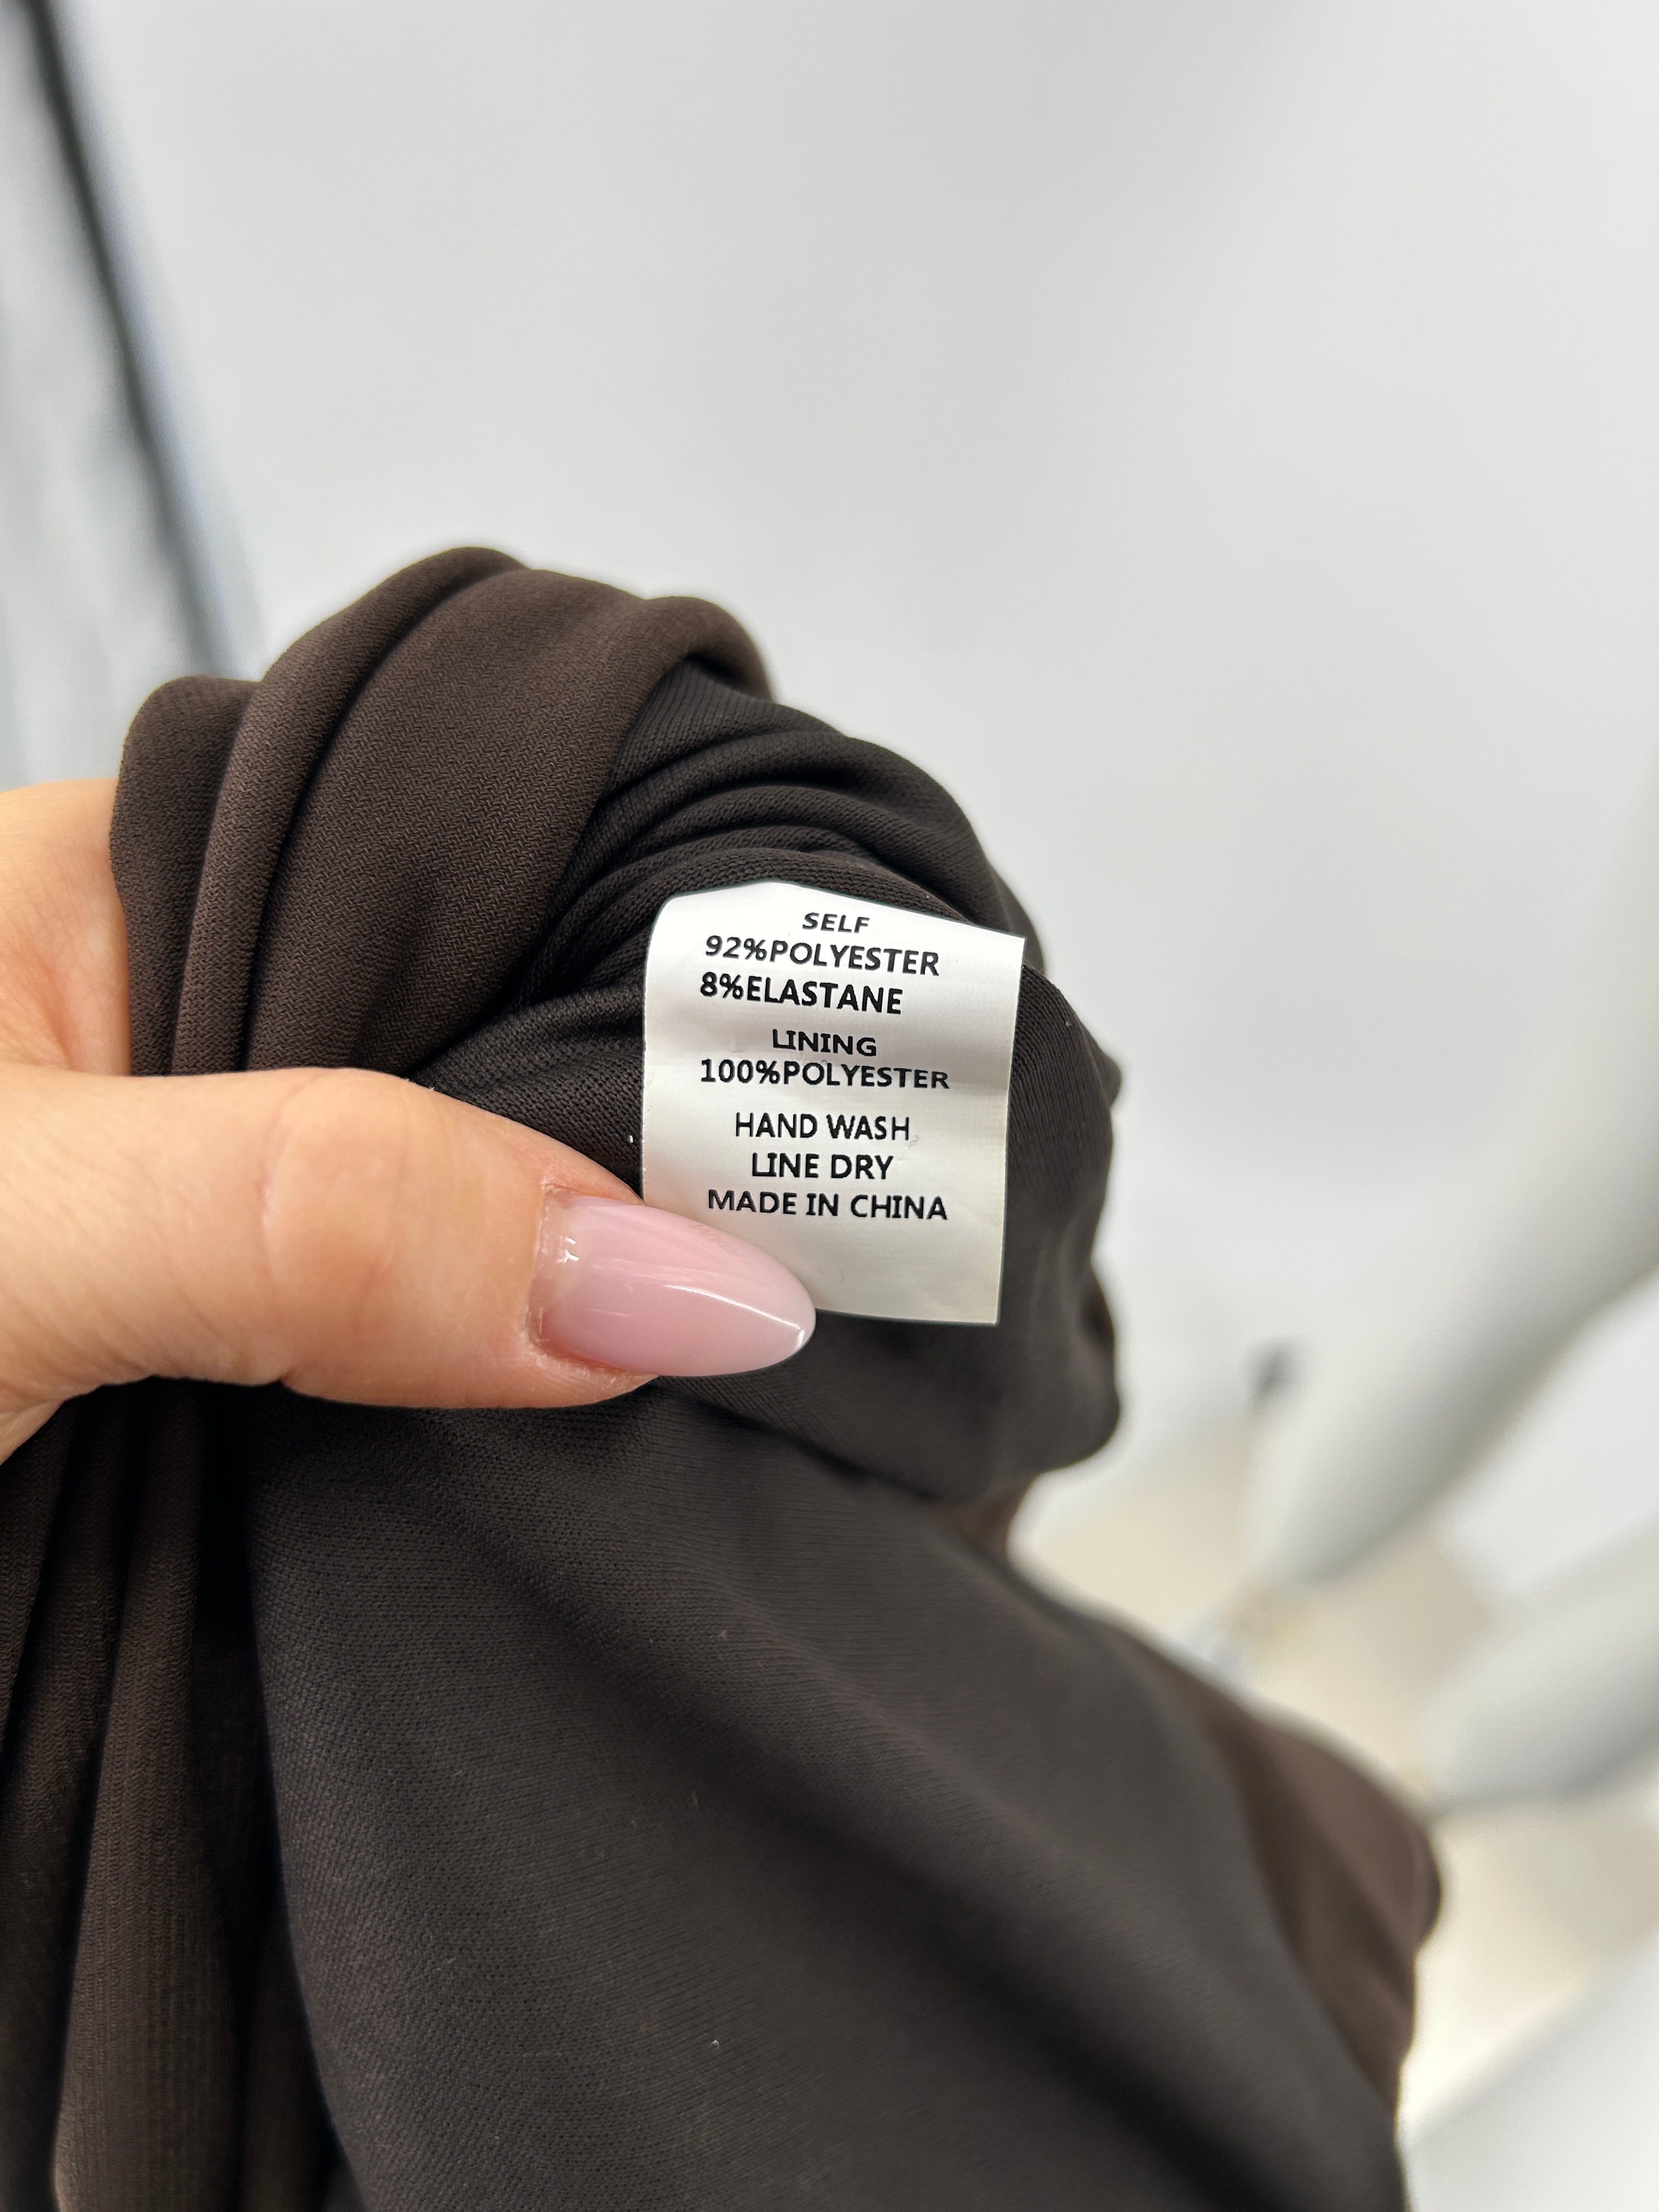 SELF
92%POLYESTER
8%ELASTANE
LINING
100%POLYESTER
HAND WASH
LINE DRY
MADE IN CHINA